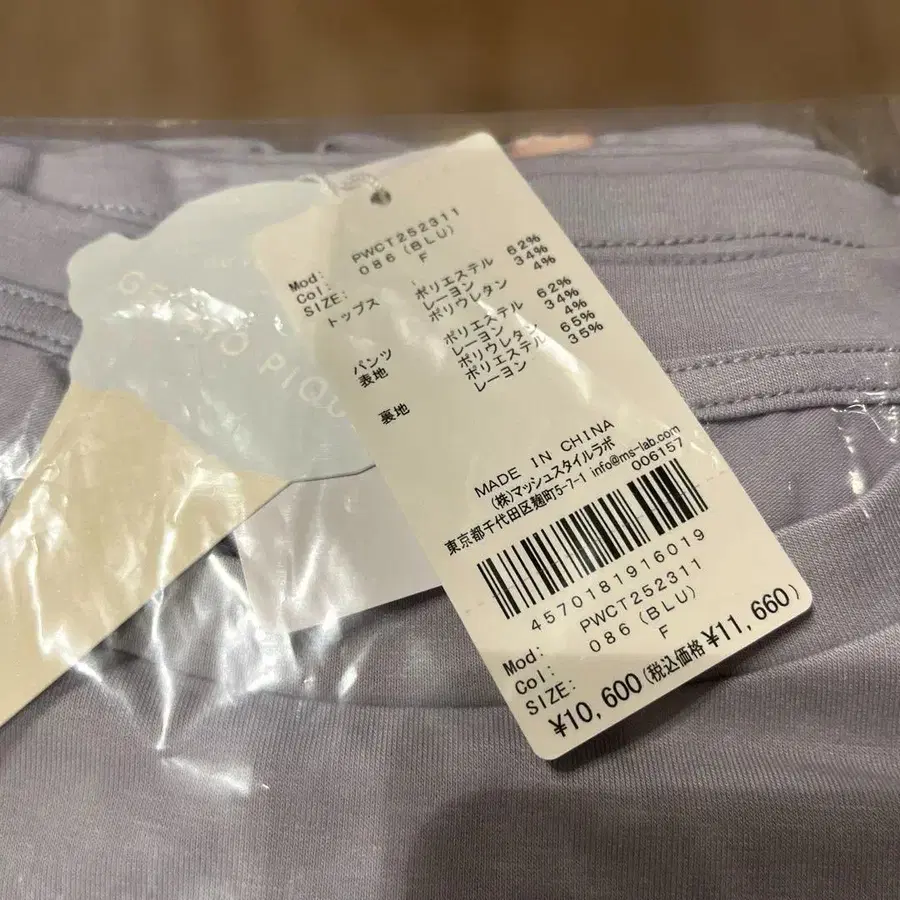 GE
O PIQU
Mod: PWCT252311
Col: 086 (BLU)
SIZE: F
トップス ポリエステル 62%
レーヨン 34%
ポリウレタン 4%
パンツ
表地 ポリエステル 62%
レーヨン 34%
ポリウレタン 4%
裏地 ポリエステル 65%
レーヨン 35%
MADE IN CHINA
(株)マッシュスタイルラボ
東京都千代田区麹町5-7-1 info@ms-lab.com
006157
4570181916019
Mod: PWCT252311
Col: 086 (BLU)
SIZE: F
¥10,600(税込価格¥11,660)